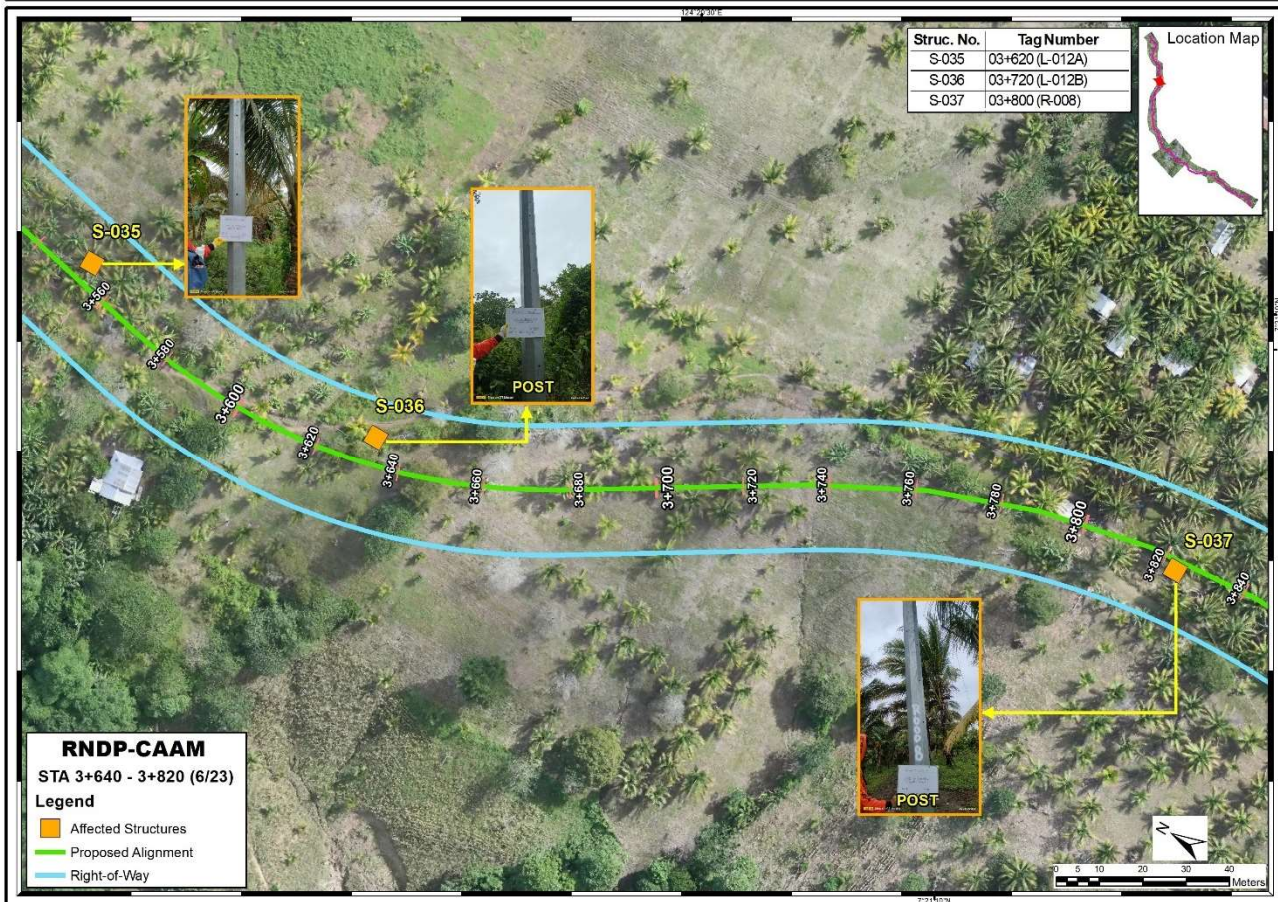 124°20'30"E
Struc. No. Tag Number
S-035 03+620 (L-012A)
S-036 03+720 (L-012B)
S-037 03+800 (R-008)
Location Map
S-035
S-036
POST
S-037
POST
3+560
3+580
3+600
3+620
3+640
3+660
3+680
3+700
3+720
3+740
3+760
3+780
3+800
3+820
3+840
RNDP-CAAM
STA 3+640 - 3+820 (6/23)
Legend
Affected Structures
Proposed Alignment
Right-of-Way
N
0 5 10 20 30 40
Meters
7°21'10"N